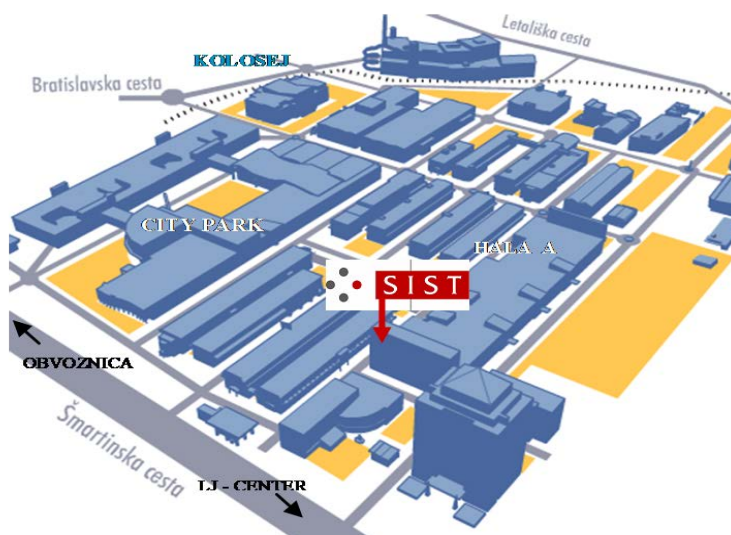 Letališka cesta
KOLOSEJ
Bratislavska cesta
CITY PARK
HALA A
SIST
OBVOZNICA
Šmartinska cesta
LJ - CENTER